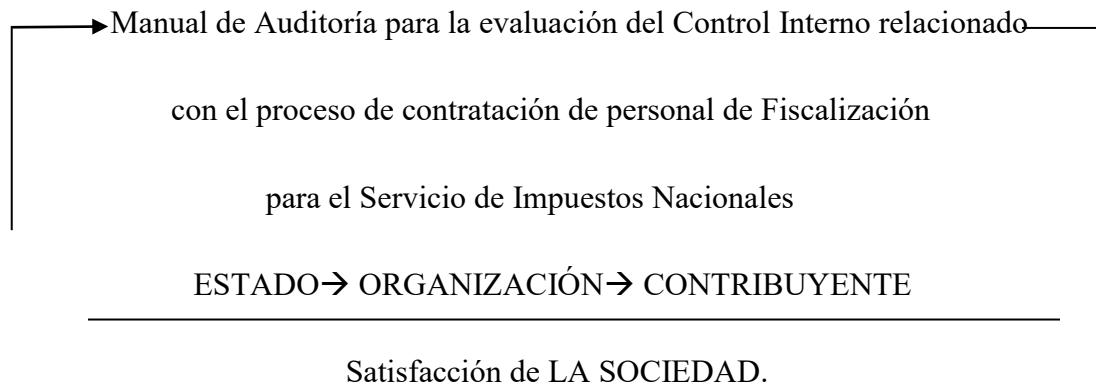 Manual de Auditoría para la evaluación del Control Interno relacionado
con el proceso de contratación de personal de Fiscalización
para el Servicio de Impuestos Nacionales
ESTADO→ ORGANIZACIÓN→ CONTRIBUYENTE
Satisfacción de LA SOCIEDAD.